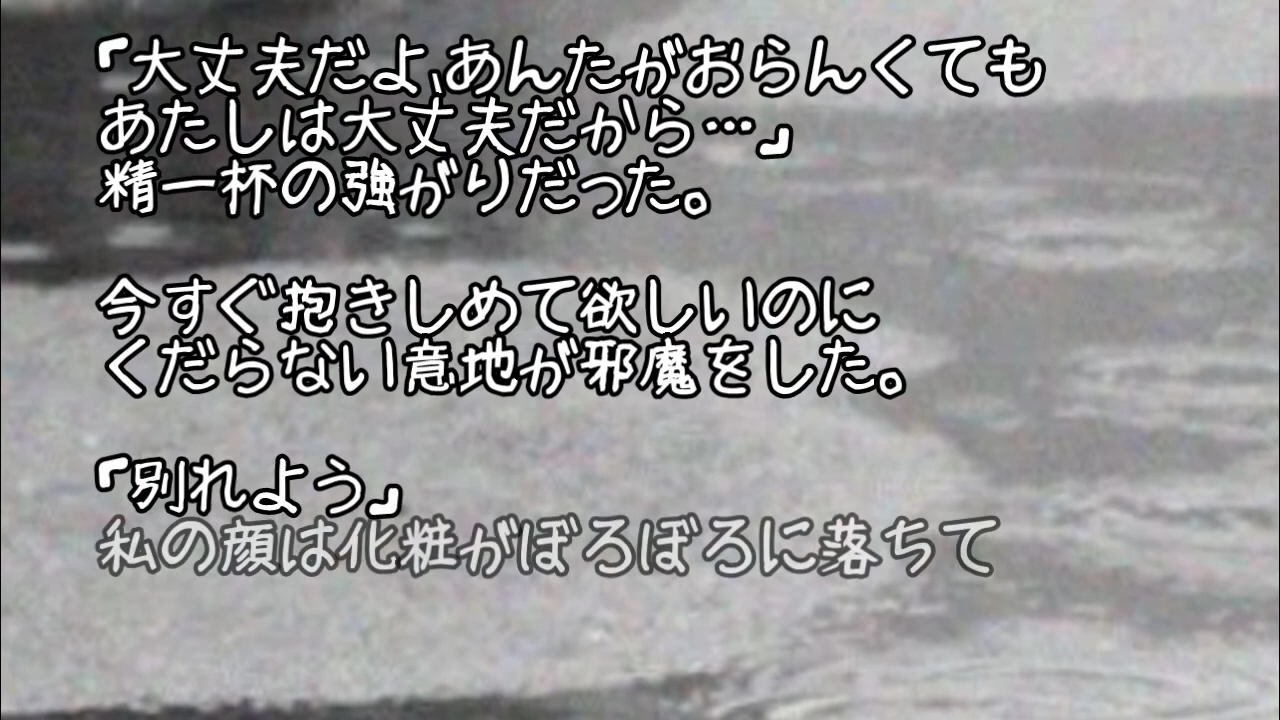 「大丈夫だよ、あんたがおらんくても
あたしは大丈夫だから…」
精一杯の強がりだった。
今すぐ抱きしめて欲しいのに
くだらない意地が邪魔をした。
「別れよう」
私の顔は化粧がぼろぼろに落ちて